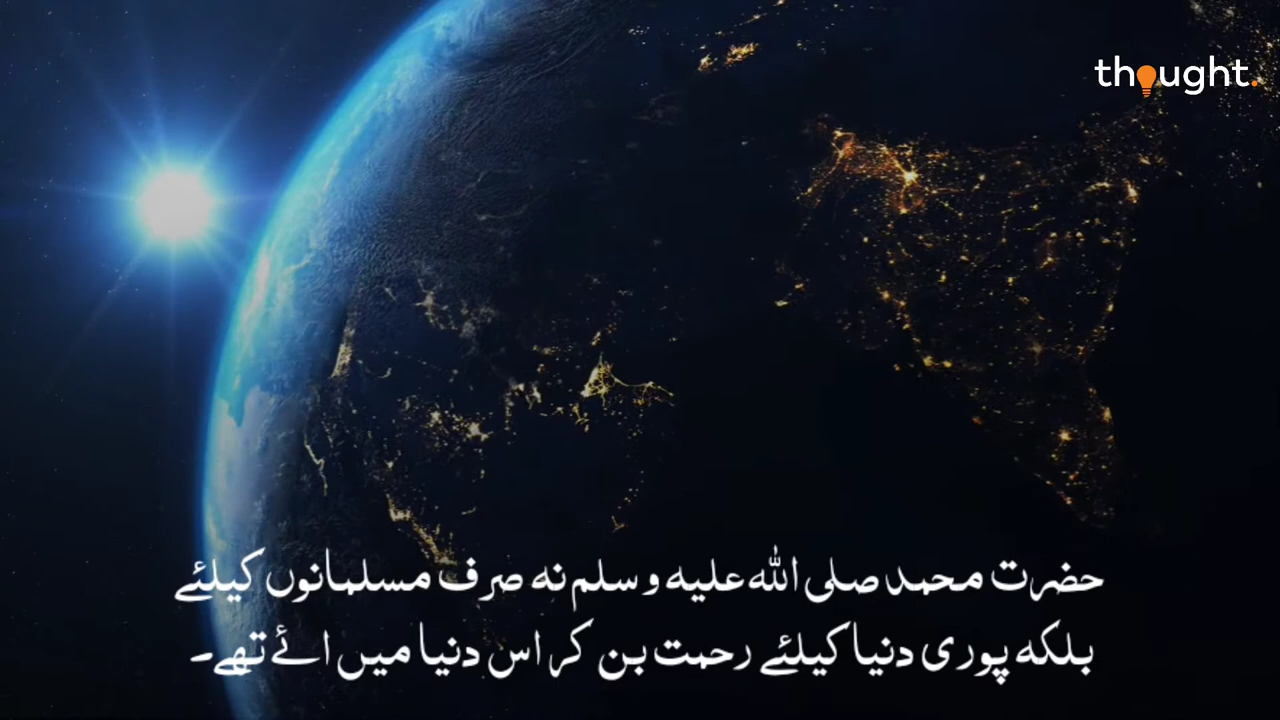 thought.
حضرت محمد صلی اللہ علیہ وسلم نہ صرف مسلمانوں کیلئے
بلکہ پوری دنیا کیلئے رحمت بن کر اس دنیا میں ائے تھے۔